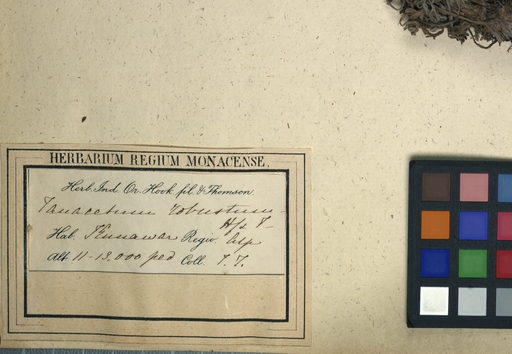 HERBARIUM REGIUM MONACENSE.
Herb. Ind. Or. Hook. fil. & Thomson.
Tanacetum robustum
H.f. & T.
Hab. Kunawar Regio Alp.
Alt. 11-13,000 ped Coll. T.T.